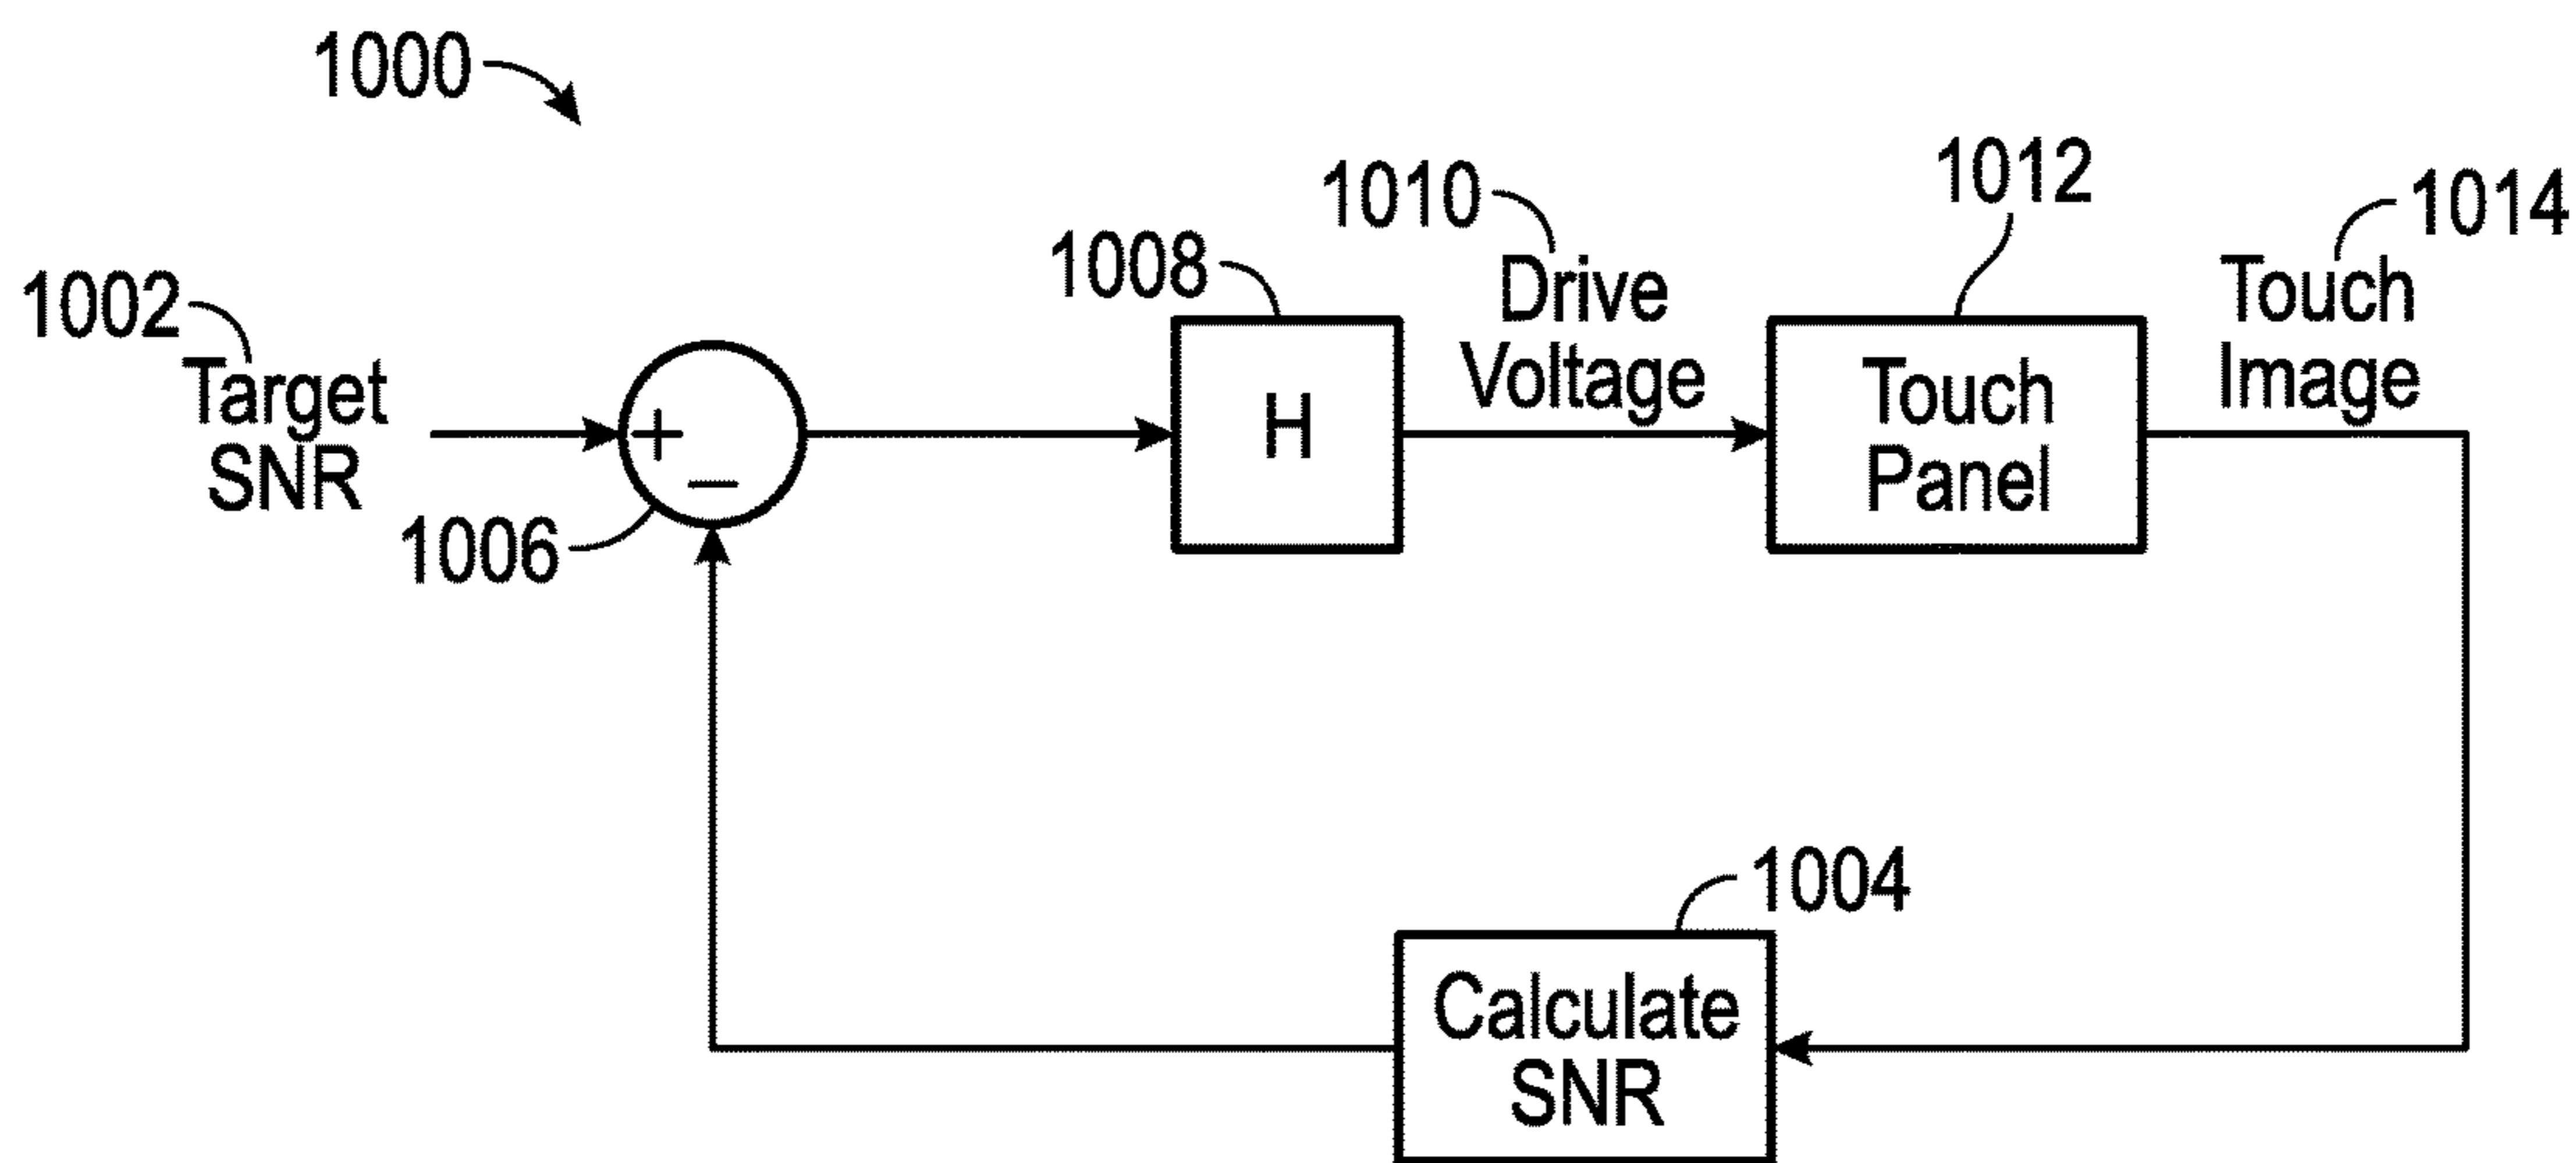 1000
1002
Target
SNR
+
−
1006
1008
H
1010
Drive
Voltage
1012
Touch
Panel
1014
Touch
Image
1004
Calculate
SNR